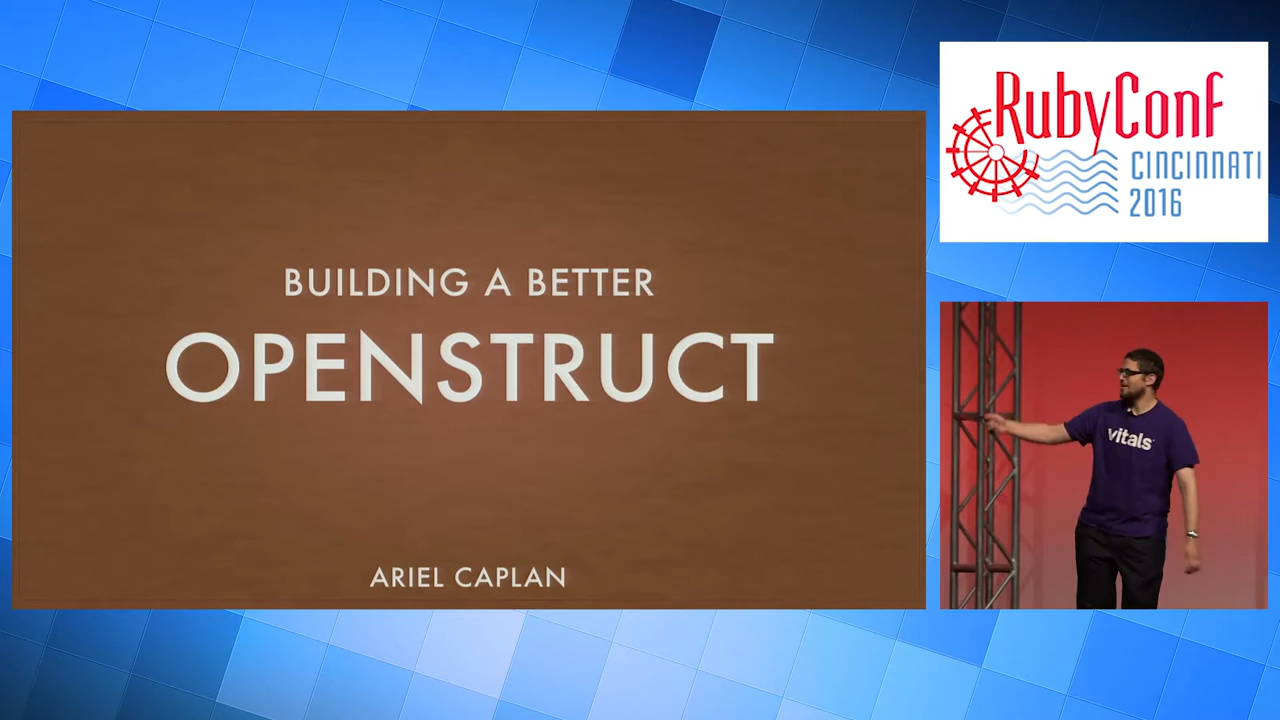 BUILDING A BETTER
OPENSTRUCT
ARIEL CAPLAN
RubyConf
CINCINNATI
2016
vitals